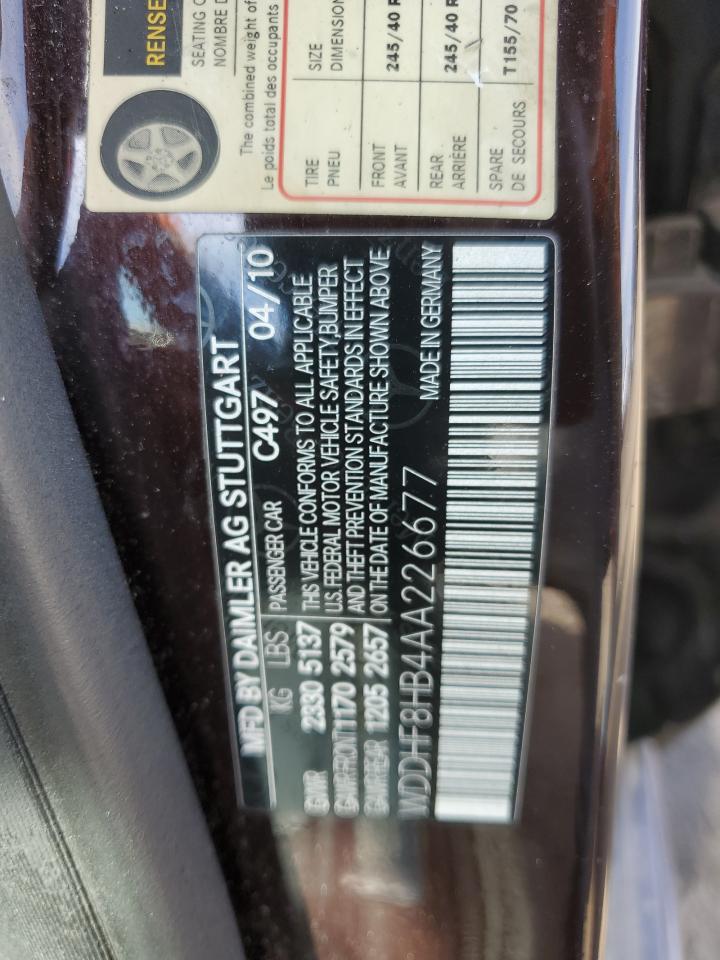 RENSE
SEATING C
NOMBRE D
The combined weight of
Le poids total des occupants
TIRE SIZE
PNEU DIMENSION
FRONT 245/40 R
AVANT
REAR 245/40 R
ARRIÈRE
SPARE T155/70
DE SECOURS
MFD BY DAIMLER AG STUTTGART
KG LBS PASSENGER CAR C497 04/10
GVWR 2330 5137 THIS VEHICLE CONFORMS TO ALL APPLICABLE
GAWR FRONT 1170 2579 U.S. FEDERAL MOTOR VEHICLE SAFETY, BUMPER
GAWR REAR 1205 2657 AND THEFT PREVENTION STANDARDS IN EFFECT
ON THE DATE OF MANUFACTURE SHOWN ABOVE
WDDHF8HB4AA226677 MADE IN GERMANY